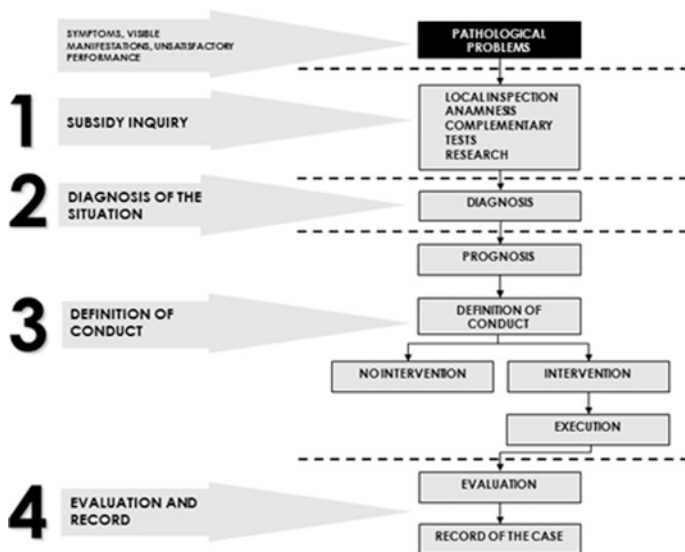 SYMPTOMS, VISIBLE
MANIFESTATIONS, UNSATISFACTORY
PERFORMANCE
PATHOLOGICAL
PROBLEMS
1
SUBSIDY INQUIRY
LOCAL INSPECTION
ANAMNESIS
COMPLEMENTARY
TESTS
RESEARCH
2
DIAGNOSIS OF THE
SITUATION
DIAGNOSIS
PROGNOSIS
3
DEFINITION OF
CONDUCT
DEFINITION OF
CONDUCT
NO INTERVENTION
INTERVENTION
EXECUTION
4
EVALUATION AND
RECORD
EVALUATION
RECORD OF THE CASE